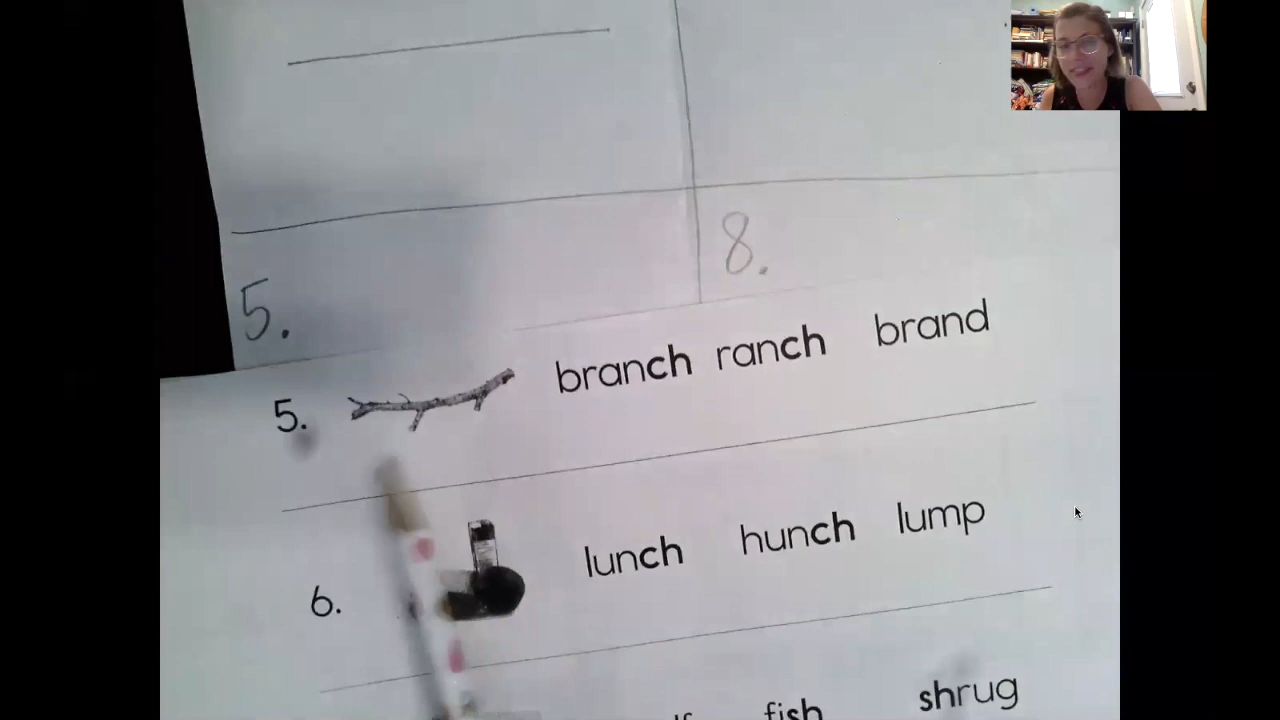 5.
8.
5. branch ranch brand
6. lunch hunch lump
fish shrug